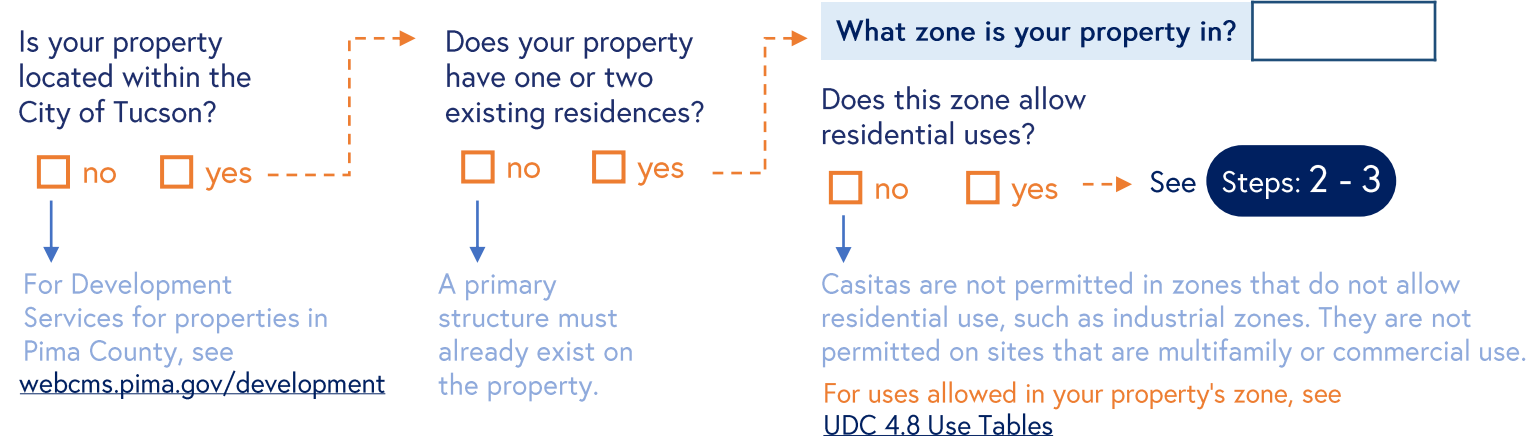 Is your property
located within the
City of Tucson?
no yes
For Development
Services for properties in
Pima County, see
webcms.pima.gov/development
Does your property
have one or two
existing residences?
no yes
A primary
structure must
already exist on
the property.
What zone is your property in?
Does this zone allow
residential uses?
no yes See Steps: 2 - 3
Casitas are not permitted in zones that do not allow
residential use, such as industrial zones. They are not
permitted on sites that are multifamily or commercial use.
For uses allowed in your property's zone, see
UDC 4.8 Use Tables